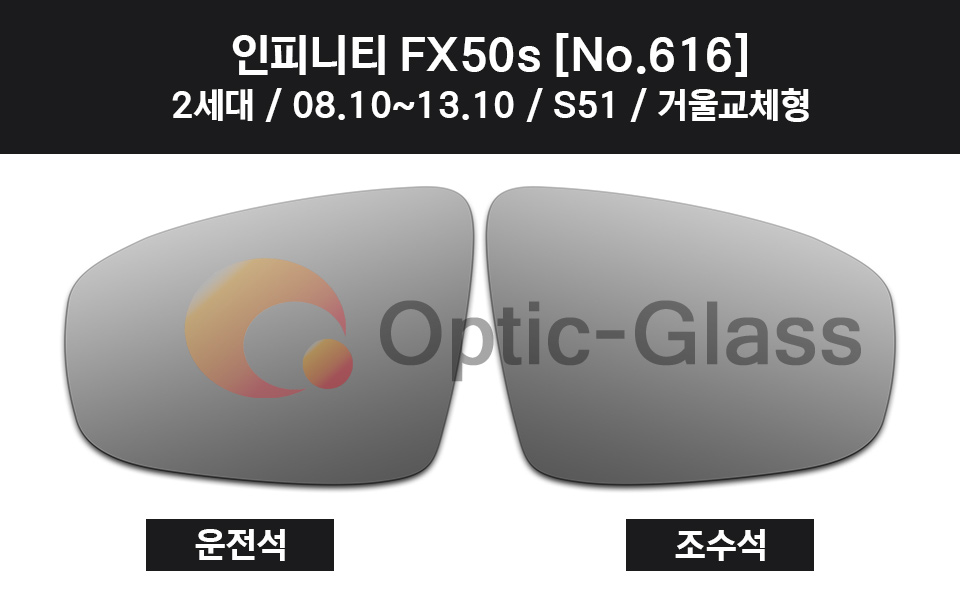 인피니티 FX50s [No.616]
2세대 / 08.10~13.10 / S51 / 거울교체형
Optic-Glass
운전석
조수석